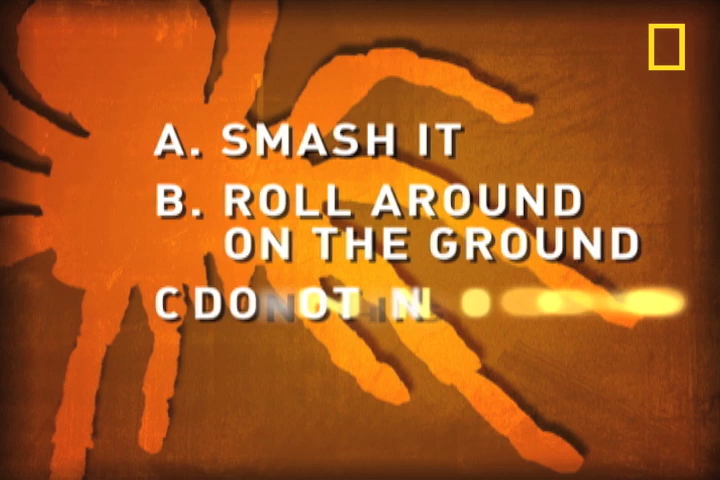 A. SMASH IT
B. ROLL AROUND
ON THE GROUND
C DO